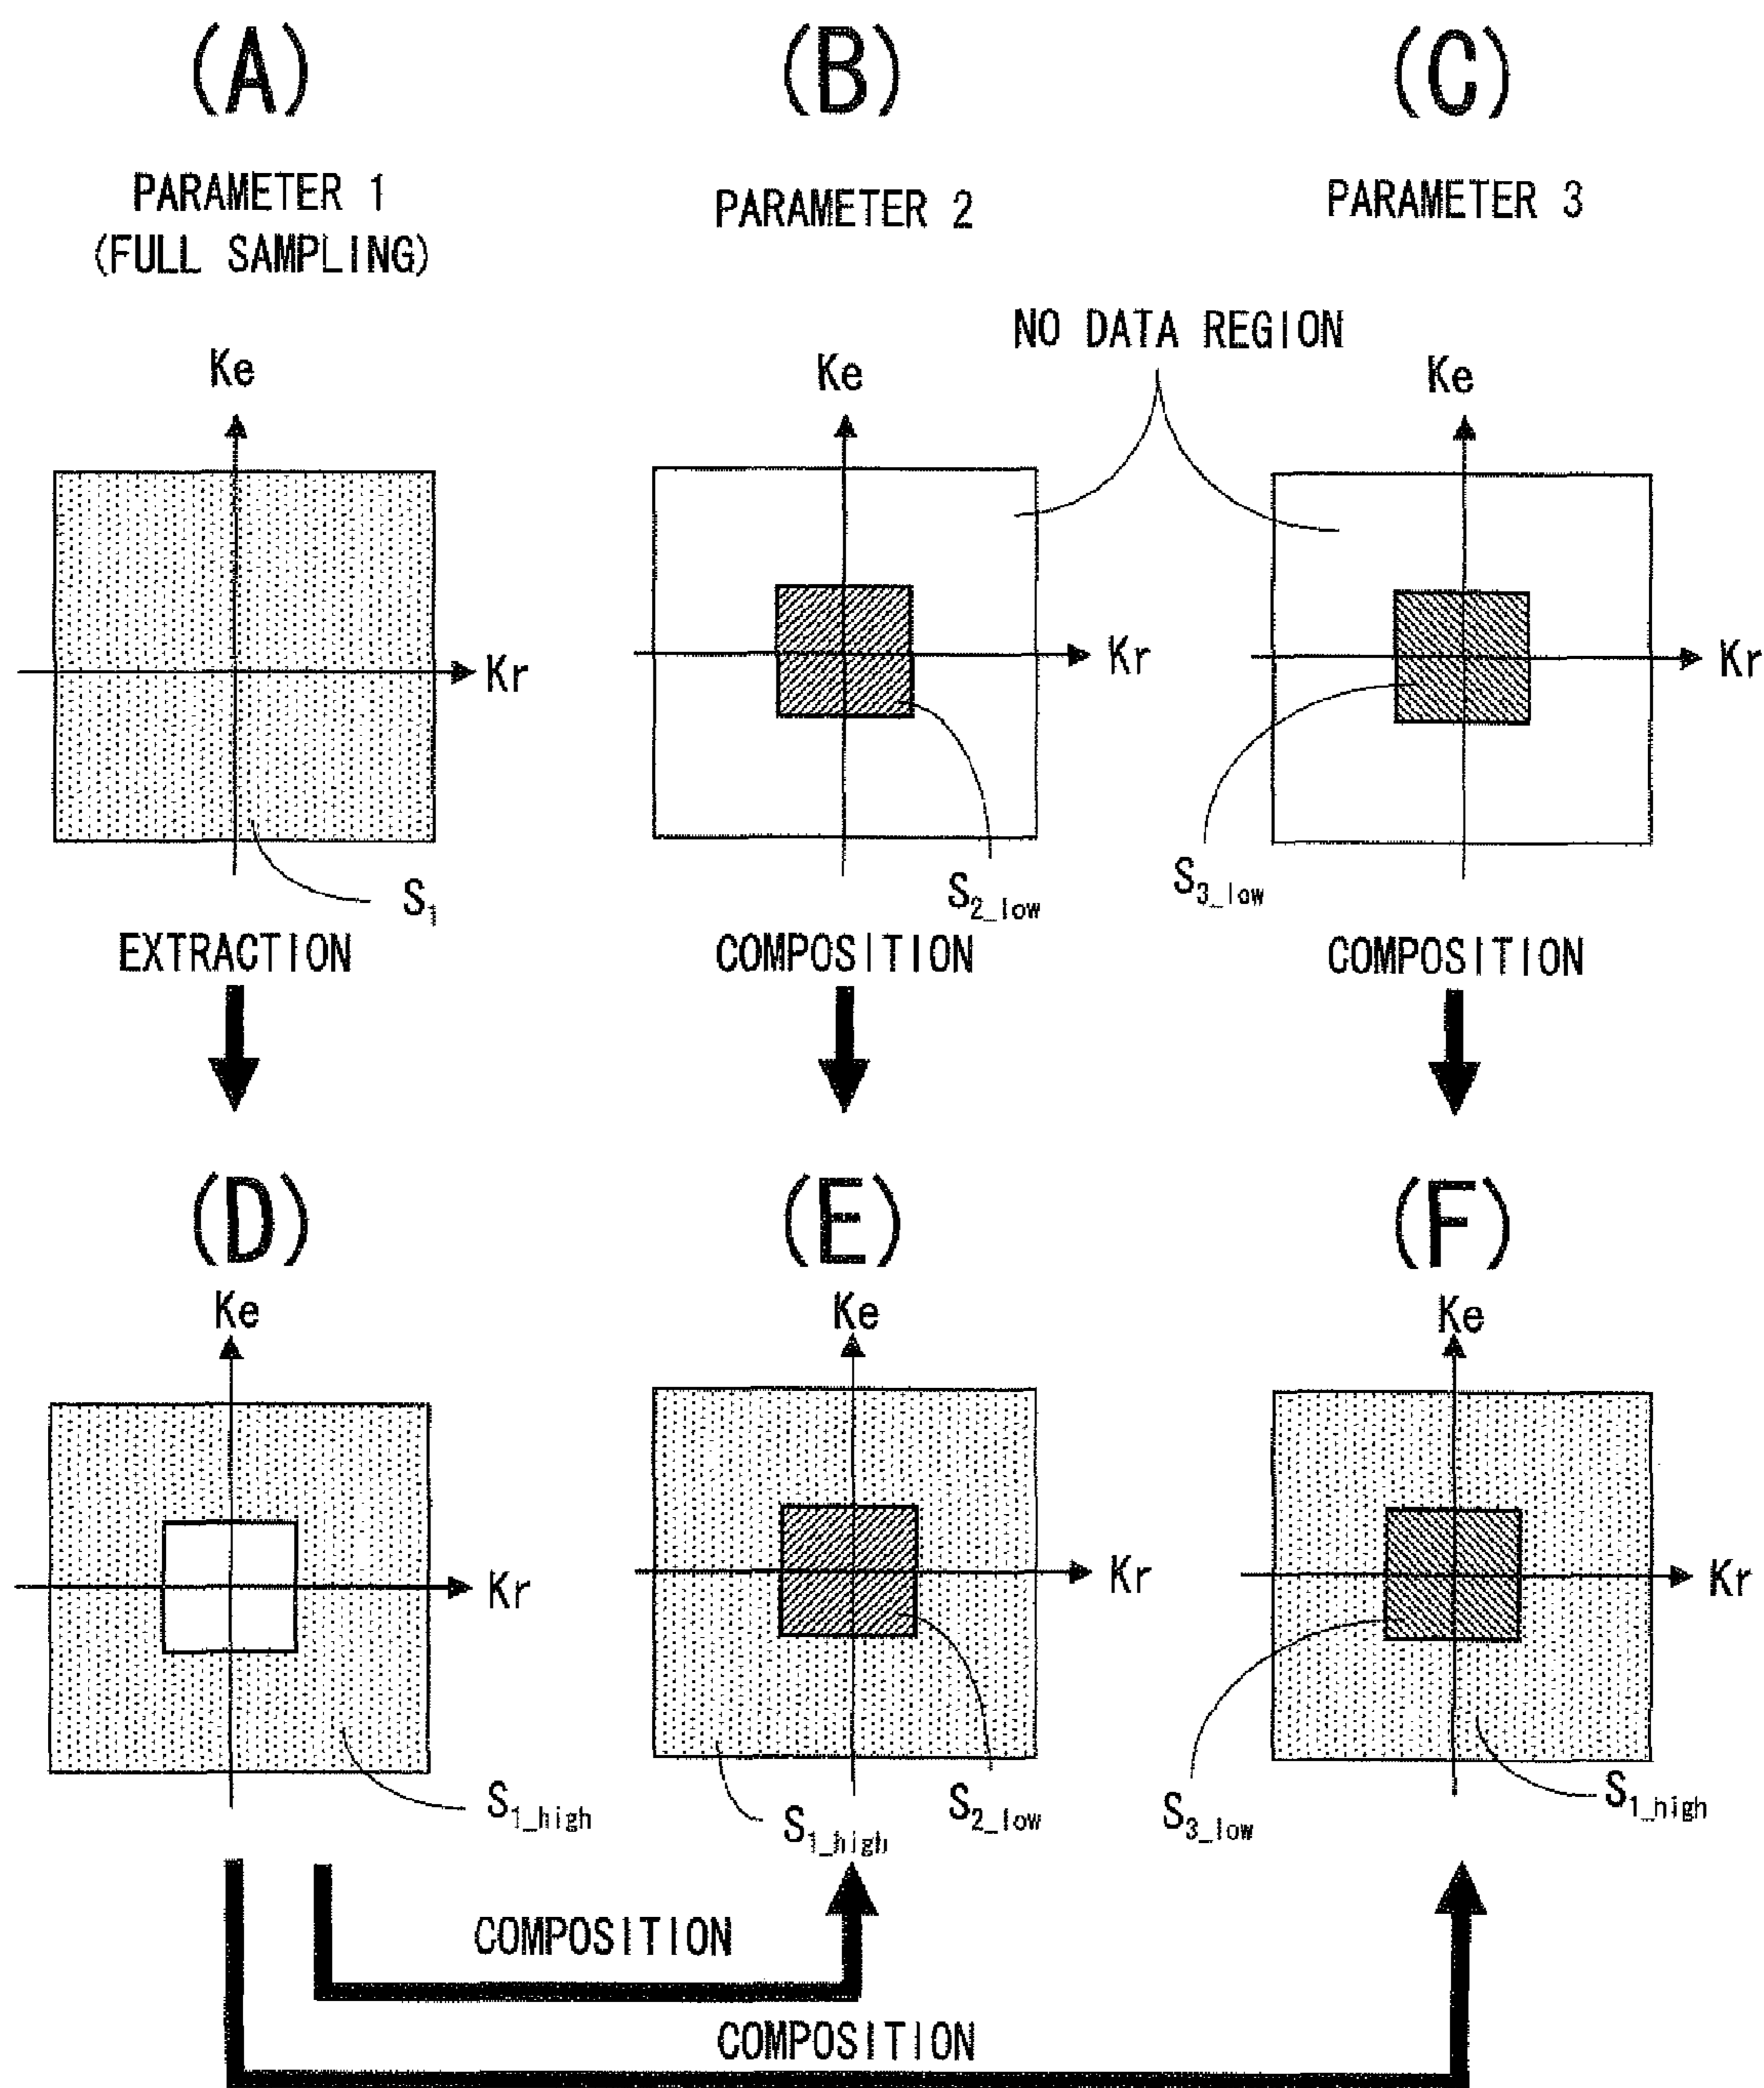 (A)
(B)
(C)
PARAMETER 1
(FULL SAMPLING)
PARAMETER 2
PARAMETER 3
NO DATA REGION
Ke
Ke
Ke
Kr
Kr
Kr
S1
S2_low
S3_low
EXTRACTION
COMPOSITION
COMPOSITION
(D)
(E)
(F)
Ke
Ke
Ke
Kr
Kr
Kr
S1_high
S1_high
S2_low
S3_low
S1_high
COMPOSITION
COMPOSITION